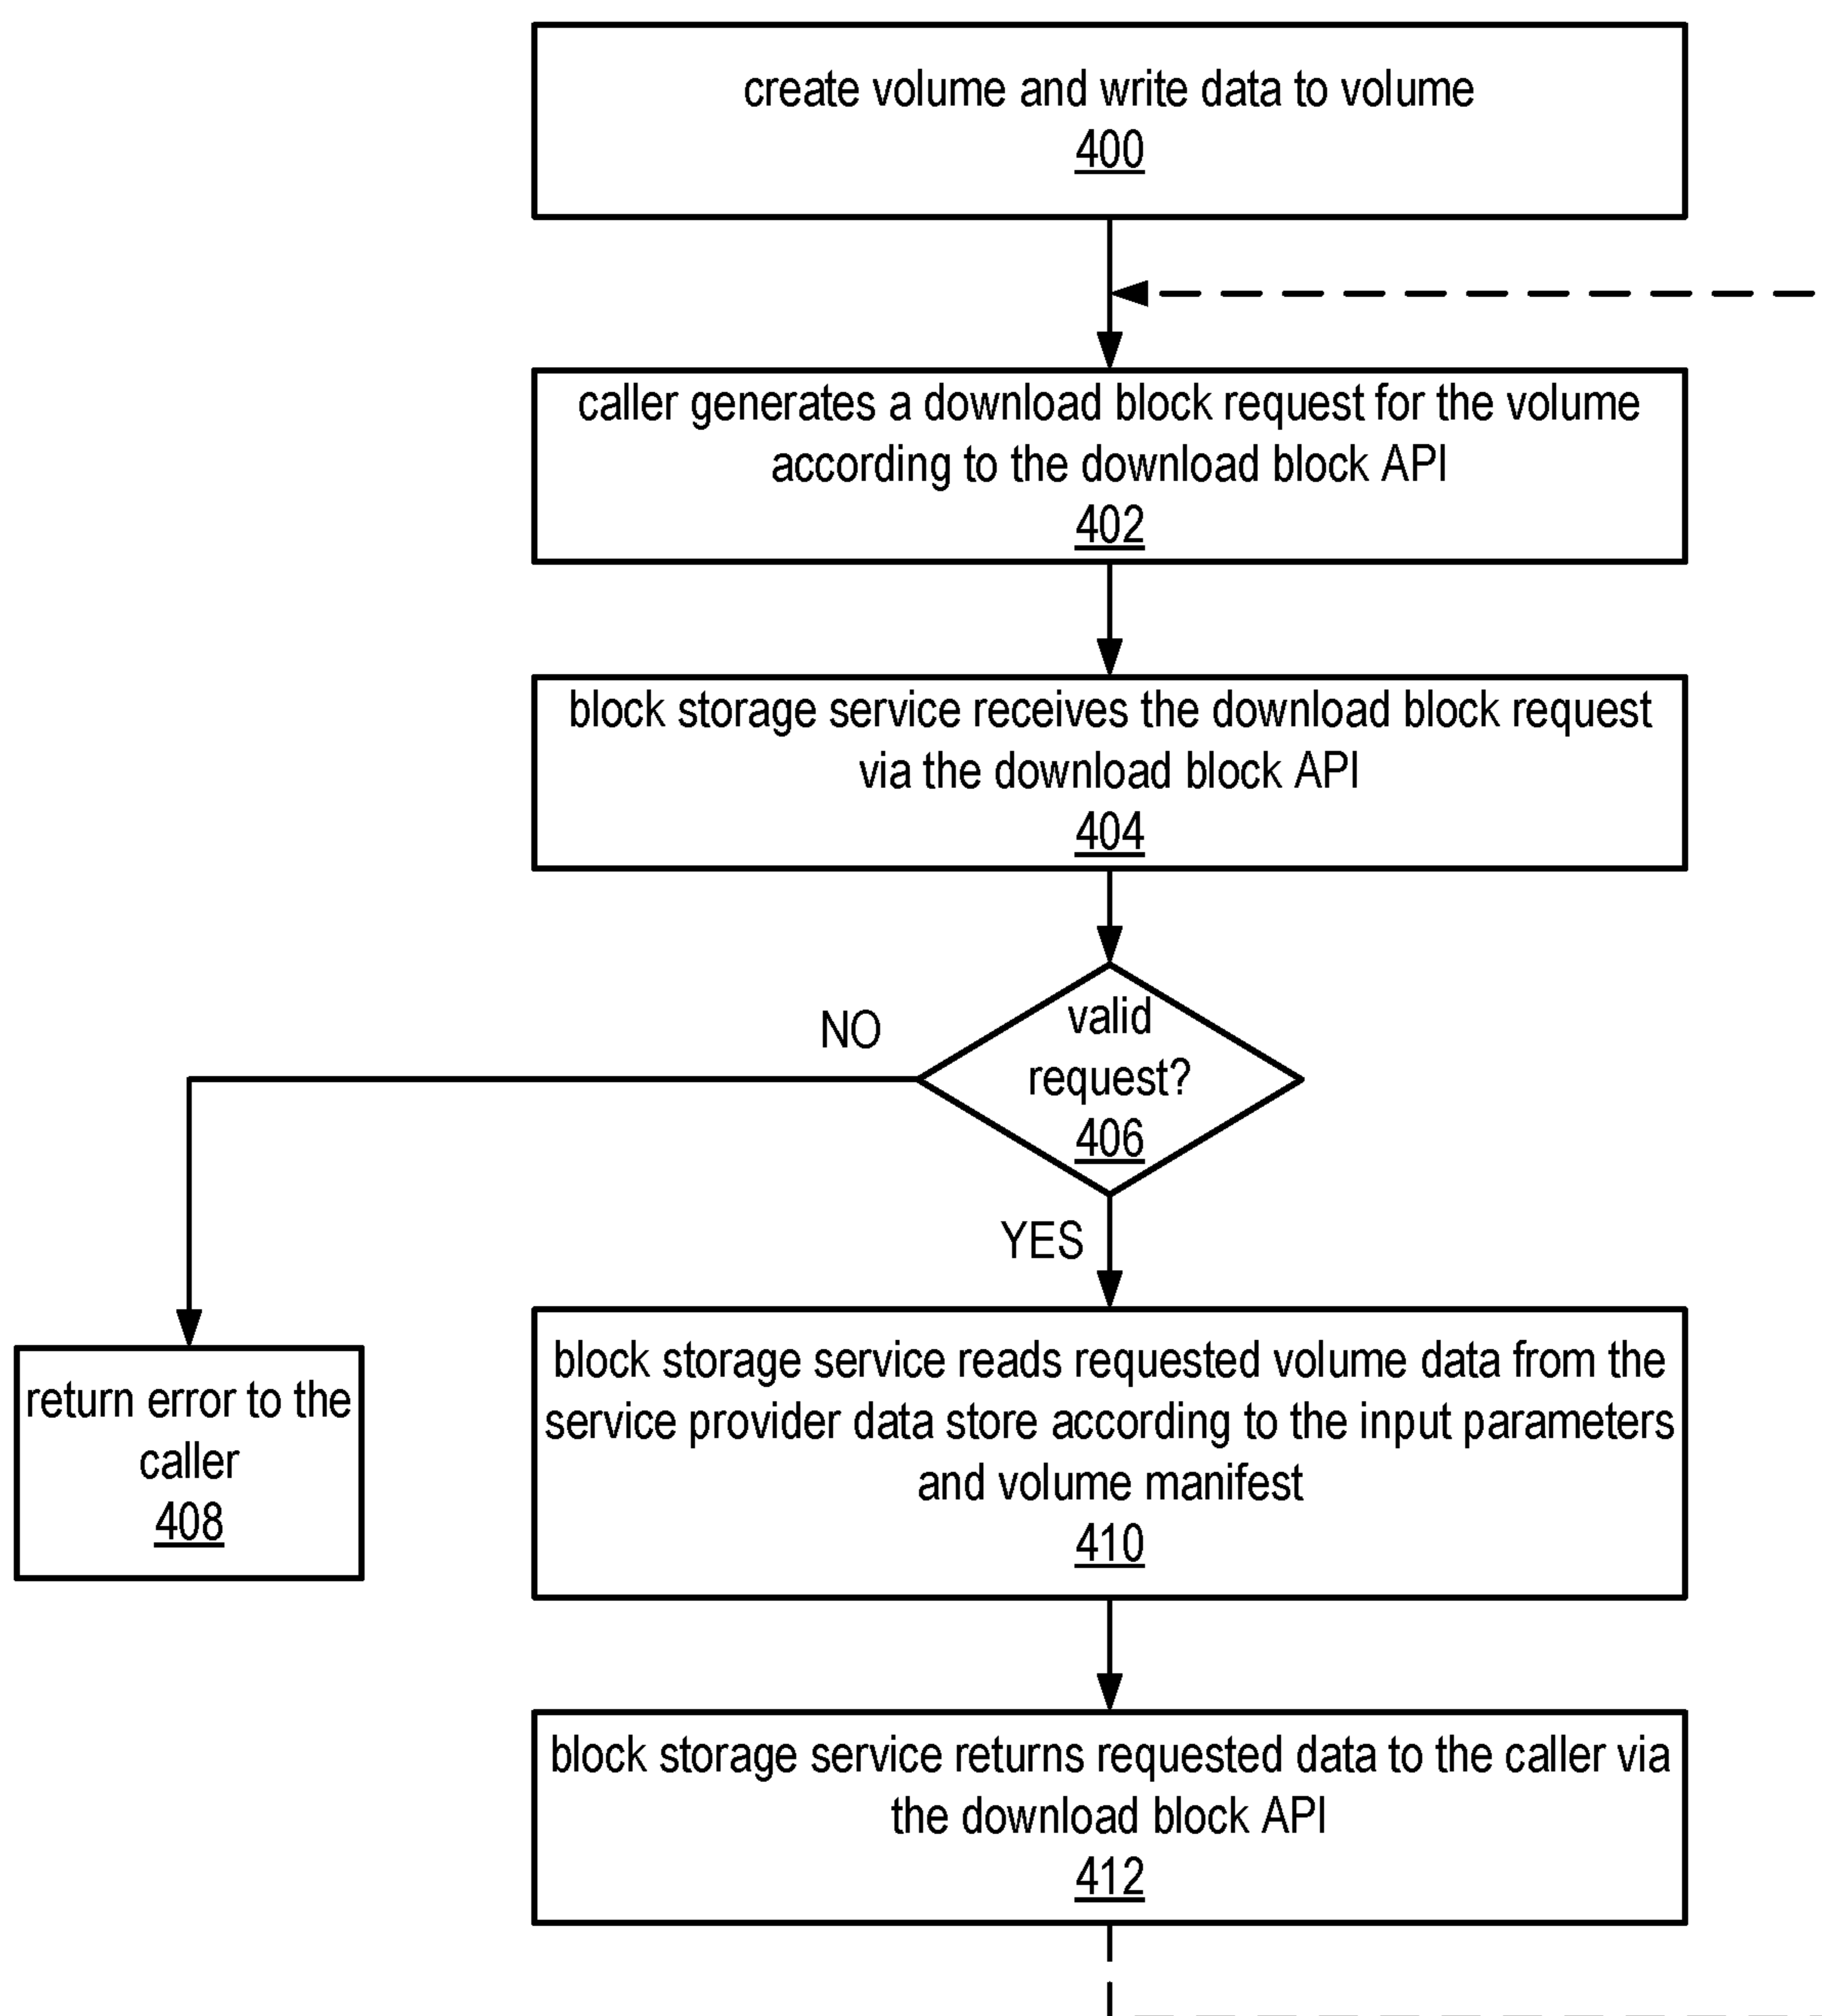 create volume and write data to volume
400
caller generates a download block request for the volume
according to the download block API
402
block storage service receives the download block request
via the download block API
404
valid
request?
406
NO
YES
return error to the
caller
408
block storage service reads requested volume data from the
service provider data store according to the input parameters
and volume manifest
410
block storage service returns requested data to the caller via
the download block API
412